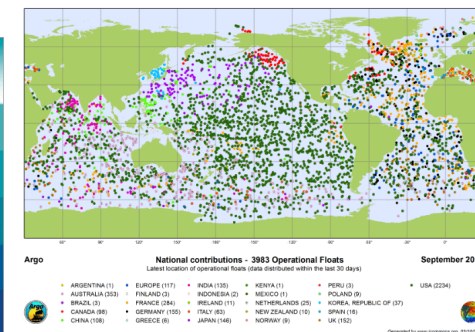 Argo
National contributions - 3983 Operational Floats
September 20
Latest location of operational floats (data distributed within the last 30 days)
ARGENTINA (1)
AUSTRALIA (353)
BRAZIL (3)
CANADA (98)
CHINA (108)
EUROPE (117)
FINLAND (3)
FRANCE (284)
GERMANY (155)
GREECE (6)
INDIA (135)
INDONESIA (2)
IRELAND (11)
ITALY (63)
JAPAN (146)
KENYA (1)
MEXICO (1)
NETHERLANDS (25)
NEW ZEALAND (10)
NORWAY (9)
PERU (3)
POLAND (9)
KOREA, REPUBLIC OF (37)
SPAIN (18)
UK (152)
USA (2234)